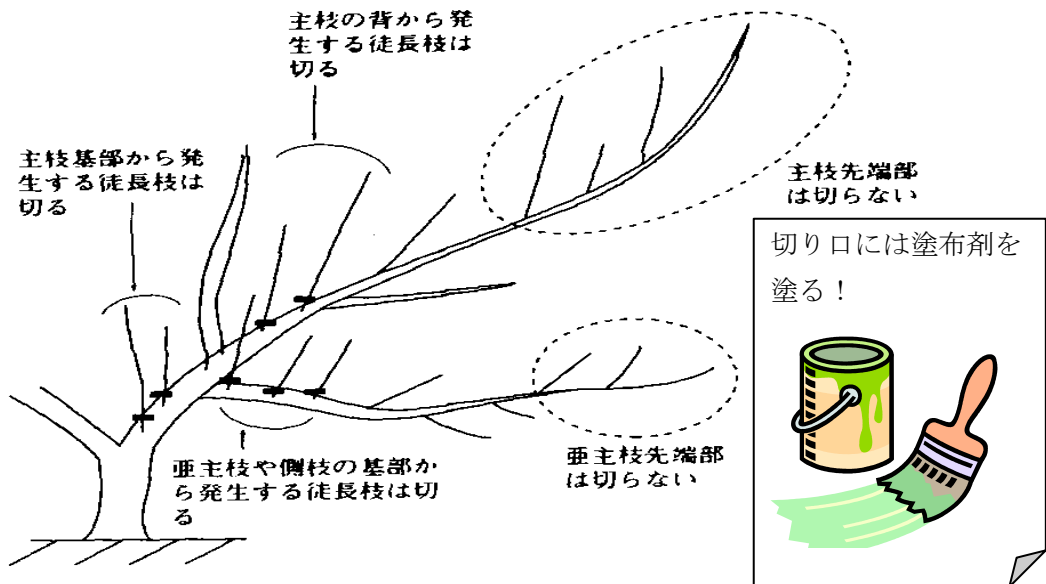 主枝の背から発
生する徒長枝は
切る
主枝基部から発
生する徒長枝は
切る
主枝先端部
は切らない
切り口には塗布剤を
塗る！
亜主枝や側枝の基部か
ら発生する徒長枝は切
る
亜主枝先端部
は切らない